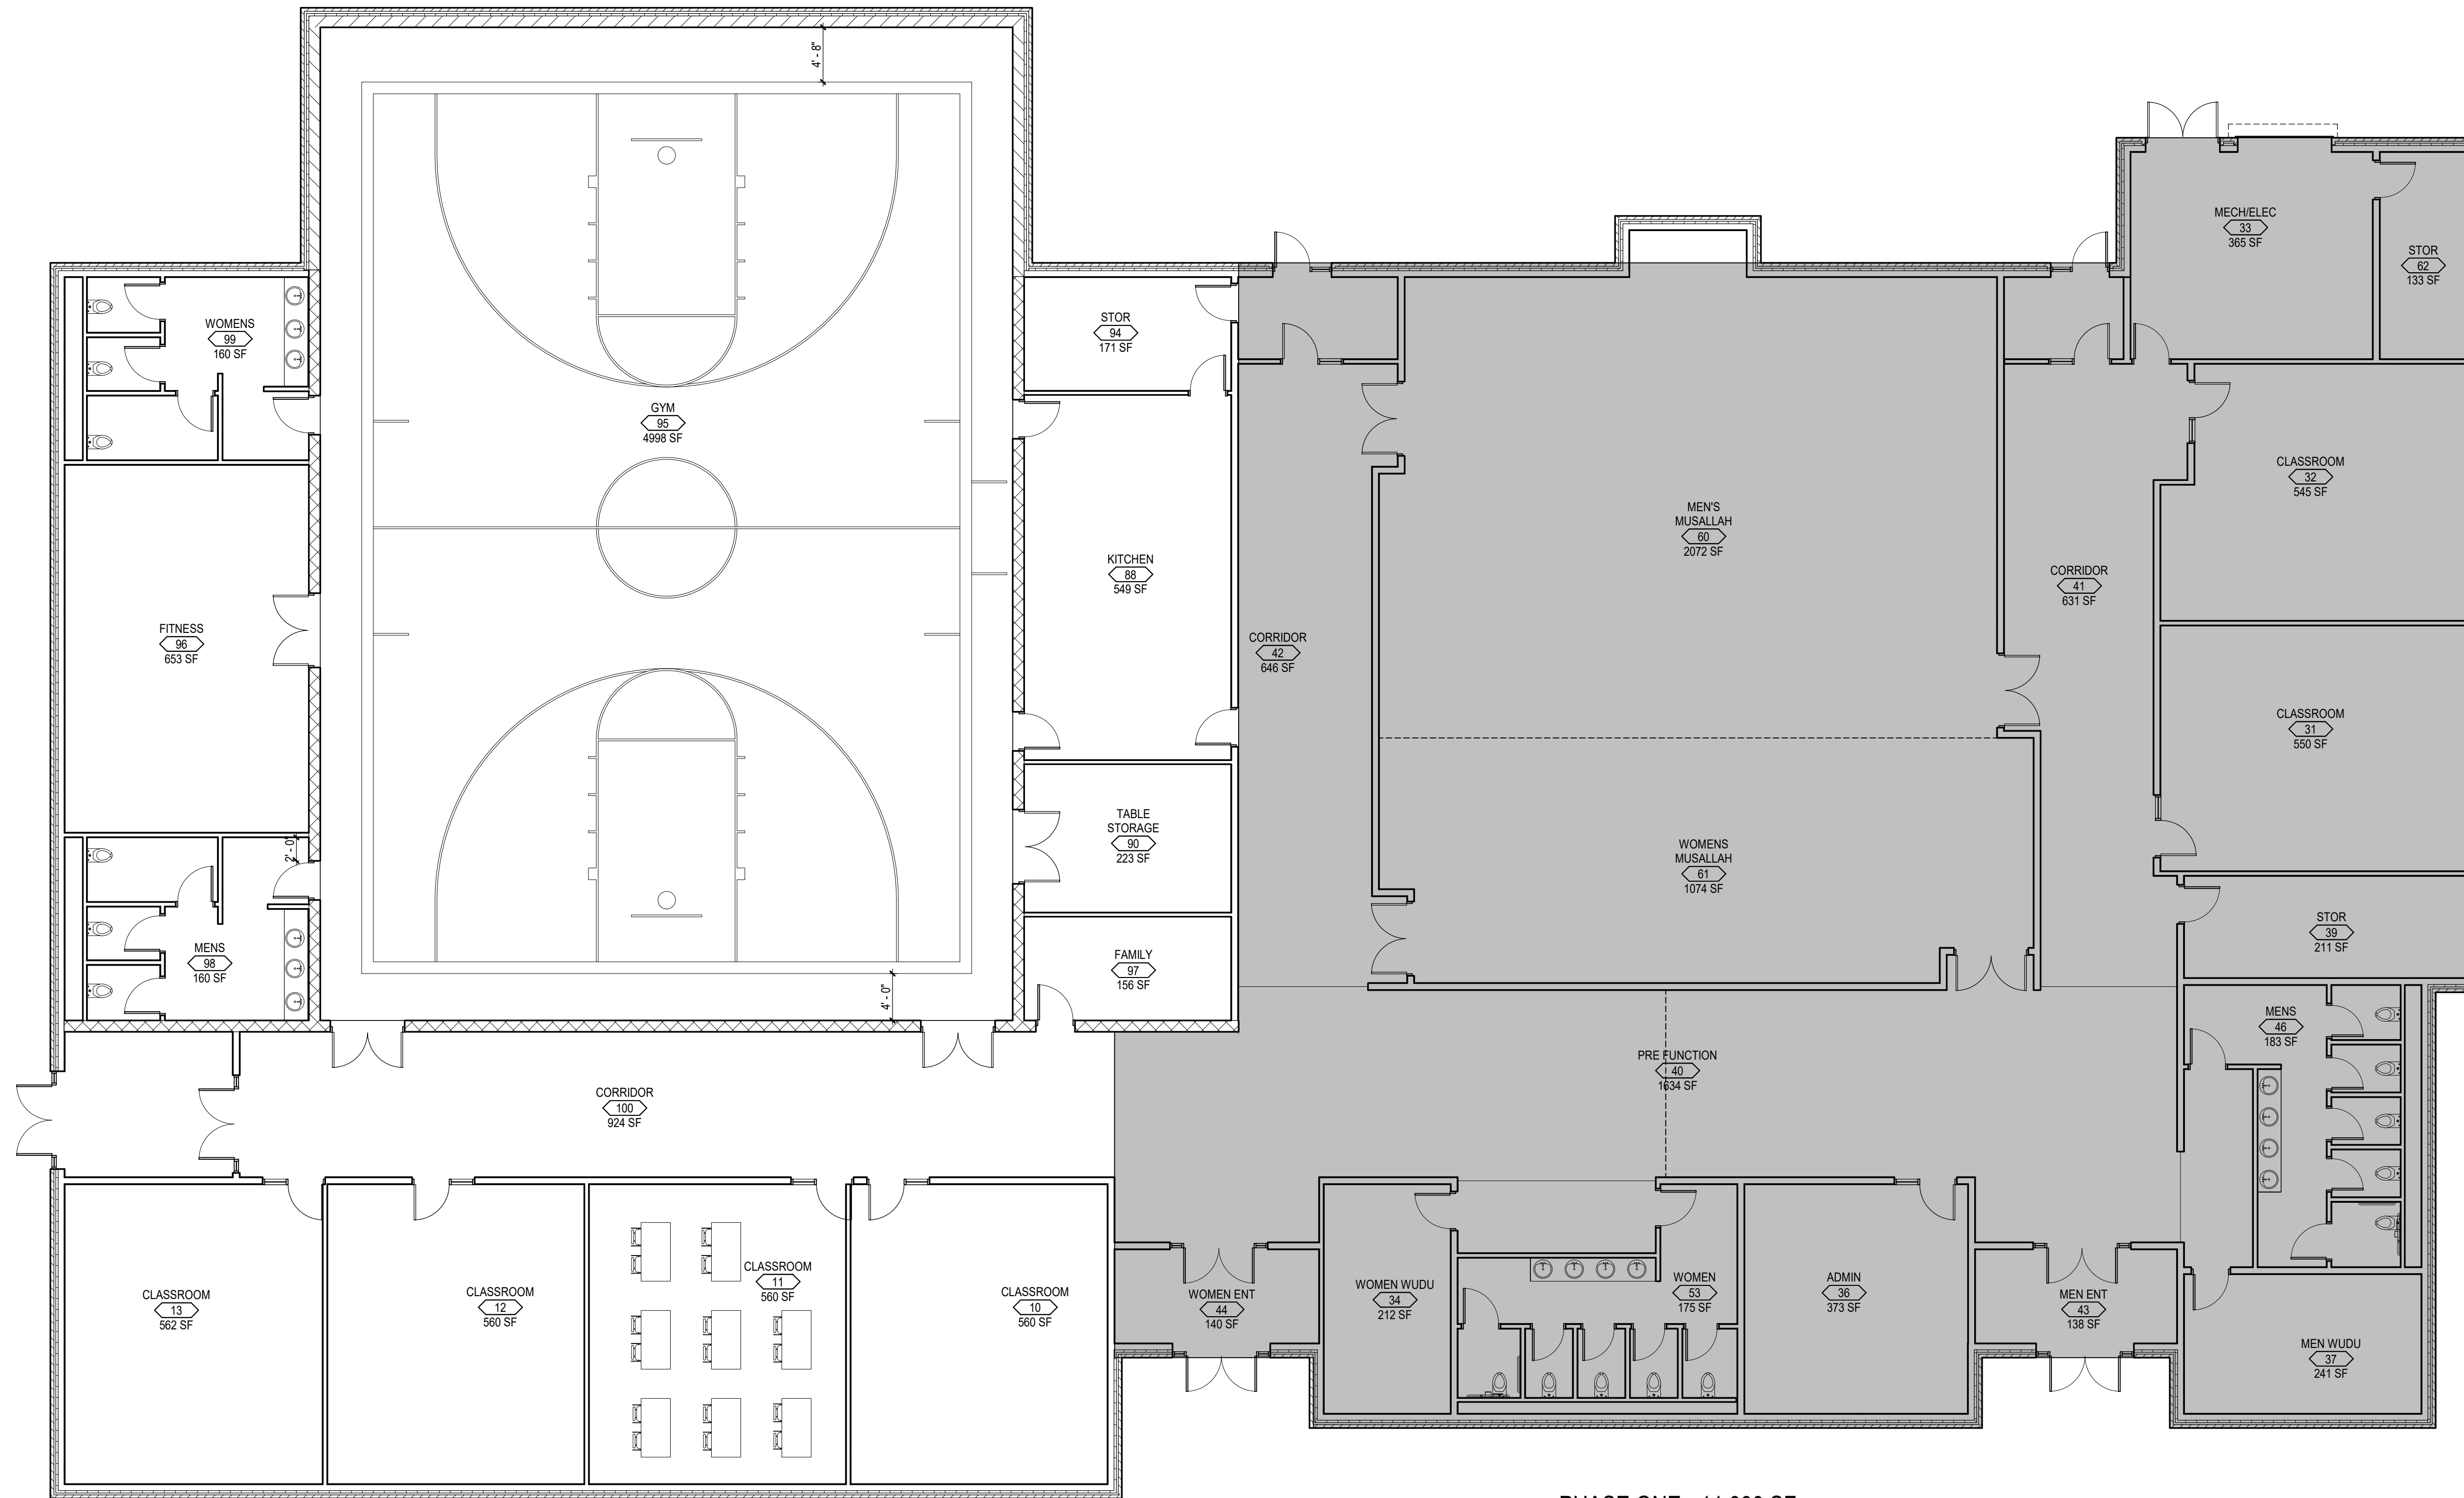 4' - 8"
MECH/ELEC
33
365 SF
STOR
62
133 SF
WOMENS
99
160 SF
STOR
94
171 SF
GYM
95
4998 SF
CLASSROOM
32
545 SF
MEN'S
MUSALLAH
60
2072 SF
KITCHEN
88
549 SF
CORRIDOR
41
631 SF
FITNESS
96
653 SF
CORRIDOR
42
646 SF
CLASSROOM
31
550 SF
TABLE
STORAGE
90
223 SF
2' - 0"
WOMENS
MUSALLAH
61
1074 SF
STOR
39
211 SF
MENS
98
160 SF
FAMILY
97
156 SF
4' - 0"
MENS
46
183 SF
PRE FUNCTION
40
1634 SF
CORRIDOR
100
924 SF
CLASSROOM
13
562 SF
CLASSROOM
12
560 SF
CLASSROOM
11
560 SF
CLASSROOM
10
560 SF
WOMEN ENT
44
140 SF
WOMEN WUDU
34
212 SF
WOMEN
53
175 SF
ADMIN
36
373 SF
MEN ENT
43
138 SF
MEN WUDU
37
241 SF